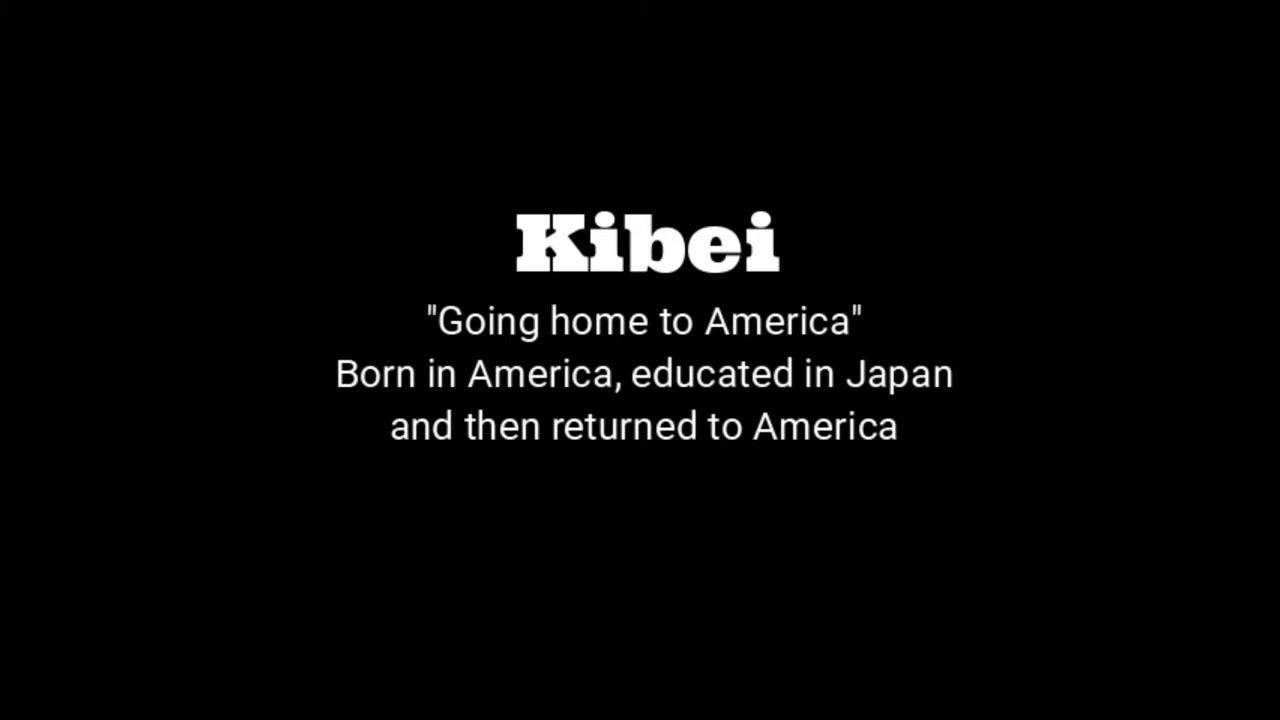 Kibei
"Going home to America"
Born in America, educated in Japan
and then returned to America